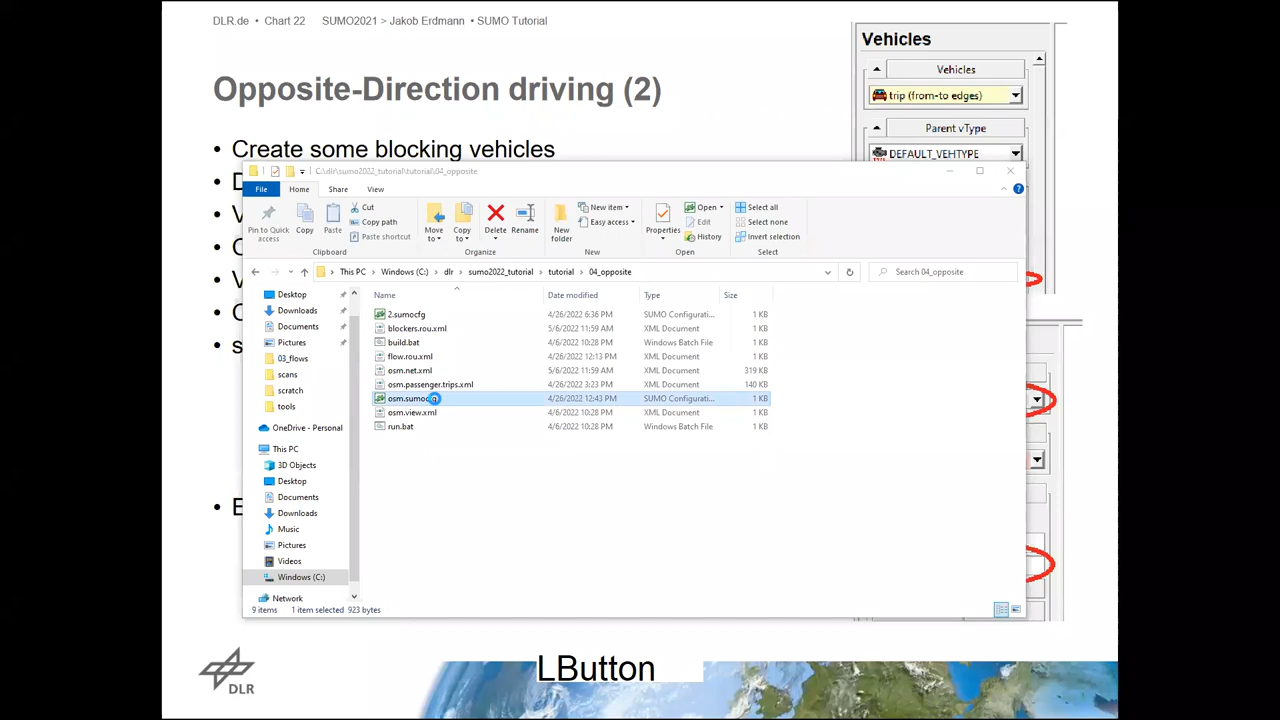 DLR.de • Chart 22 SUMO2021 > Jakob Erdmann • SUMO Tutorial
Opposite-Direction driving (2)
• Create some blocking vehicles
Vehicles
Vehicles
trip (from-to edges)
Parent vType
DEFAULT_VEHTYPE
C:\dlr\sumo2022_tutorial\tutorial\04_opposite
File Home Share View
Pin to Quick access
Copy
Paste
Cut
Copy path
Paste shortcut
Clipboard
Move to
Copy to
Delete
Rename
Organize
New folder
New item
Easy access
New
Properties
Open
Edit
History
Open
Select all
Select none
Invert selection
Select
This PC > Windows (C:) > dlr > sumo2022_tutorial > tutorial > 04_opposite
Search 04_opposite
Desktop
Downloads
Documents
Pictures
03_flows
scans
scratch
tools
OneDrive - Personal
This PC
3D Objects
Desktop
Documents
Downloads
Music
Pictures
Videos
Windows (C:)
Network
Name Date modified Type Size
2.sumocfg 4/26/2022 6:36 PM SUMO Configurati... 1 KB
blockers.rou.xml 5/6/2022 11:59 AM XML Document 1 KB
build.bat 4/6/2022 10:28 PM Windows Batch File 1 KB
flow.rou.xml 4/26/2022 12:13 PM XML Document 1 KB
osm.net.xml 5/6/2022 11:59 AM XML Document 319 KB
osm.passenger.trips.xml 4/26/2022 3:23 PM XML Document 140 KB
osm.sumoc 4/26/2022 12:43 PM SUMO Configurati... 1 KB
osm.view.xml 4/6/2022 10:28 PM XML Document 1 KB
run.bat 4/6/2022 10:28 PM Windows Batch File 1 KB
9 items 1 item selected 923 bytes
LButton
DLR